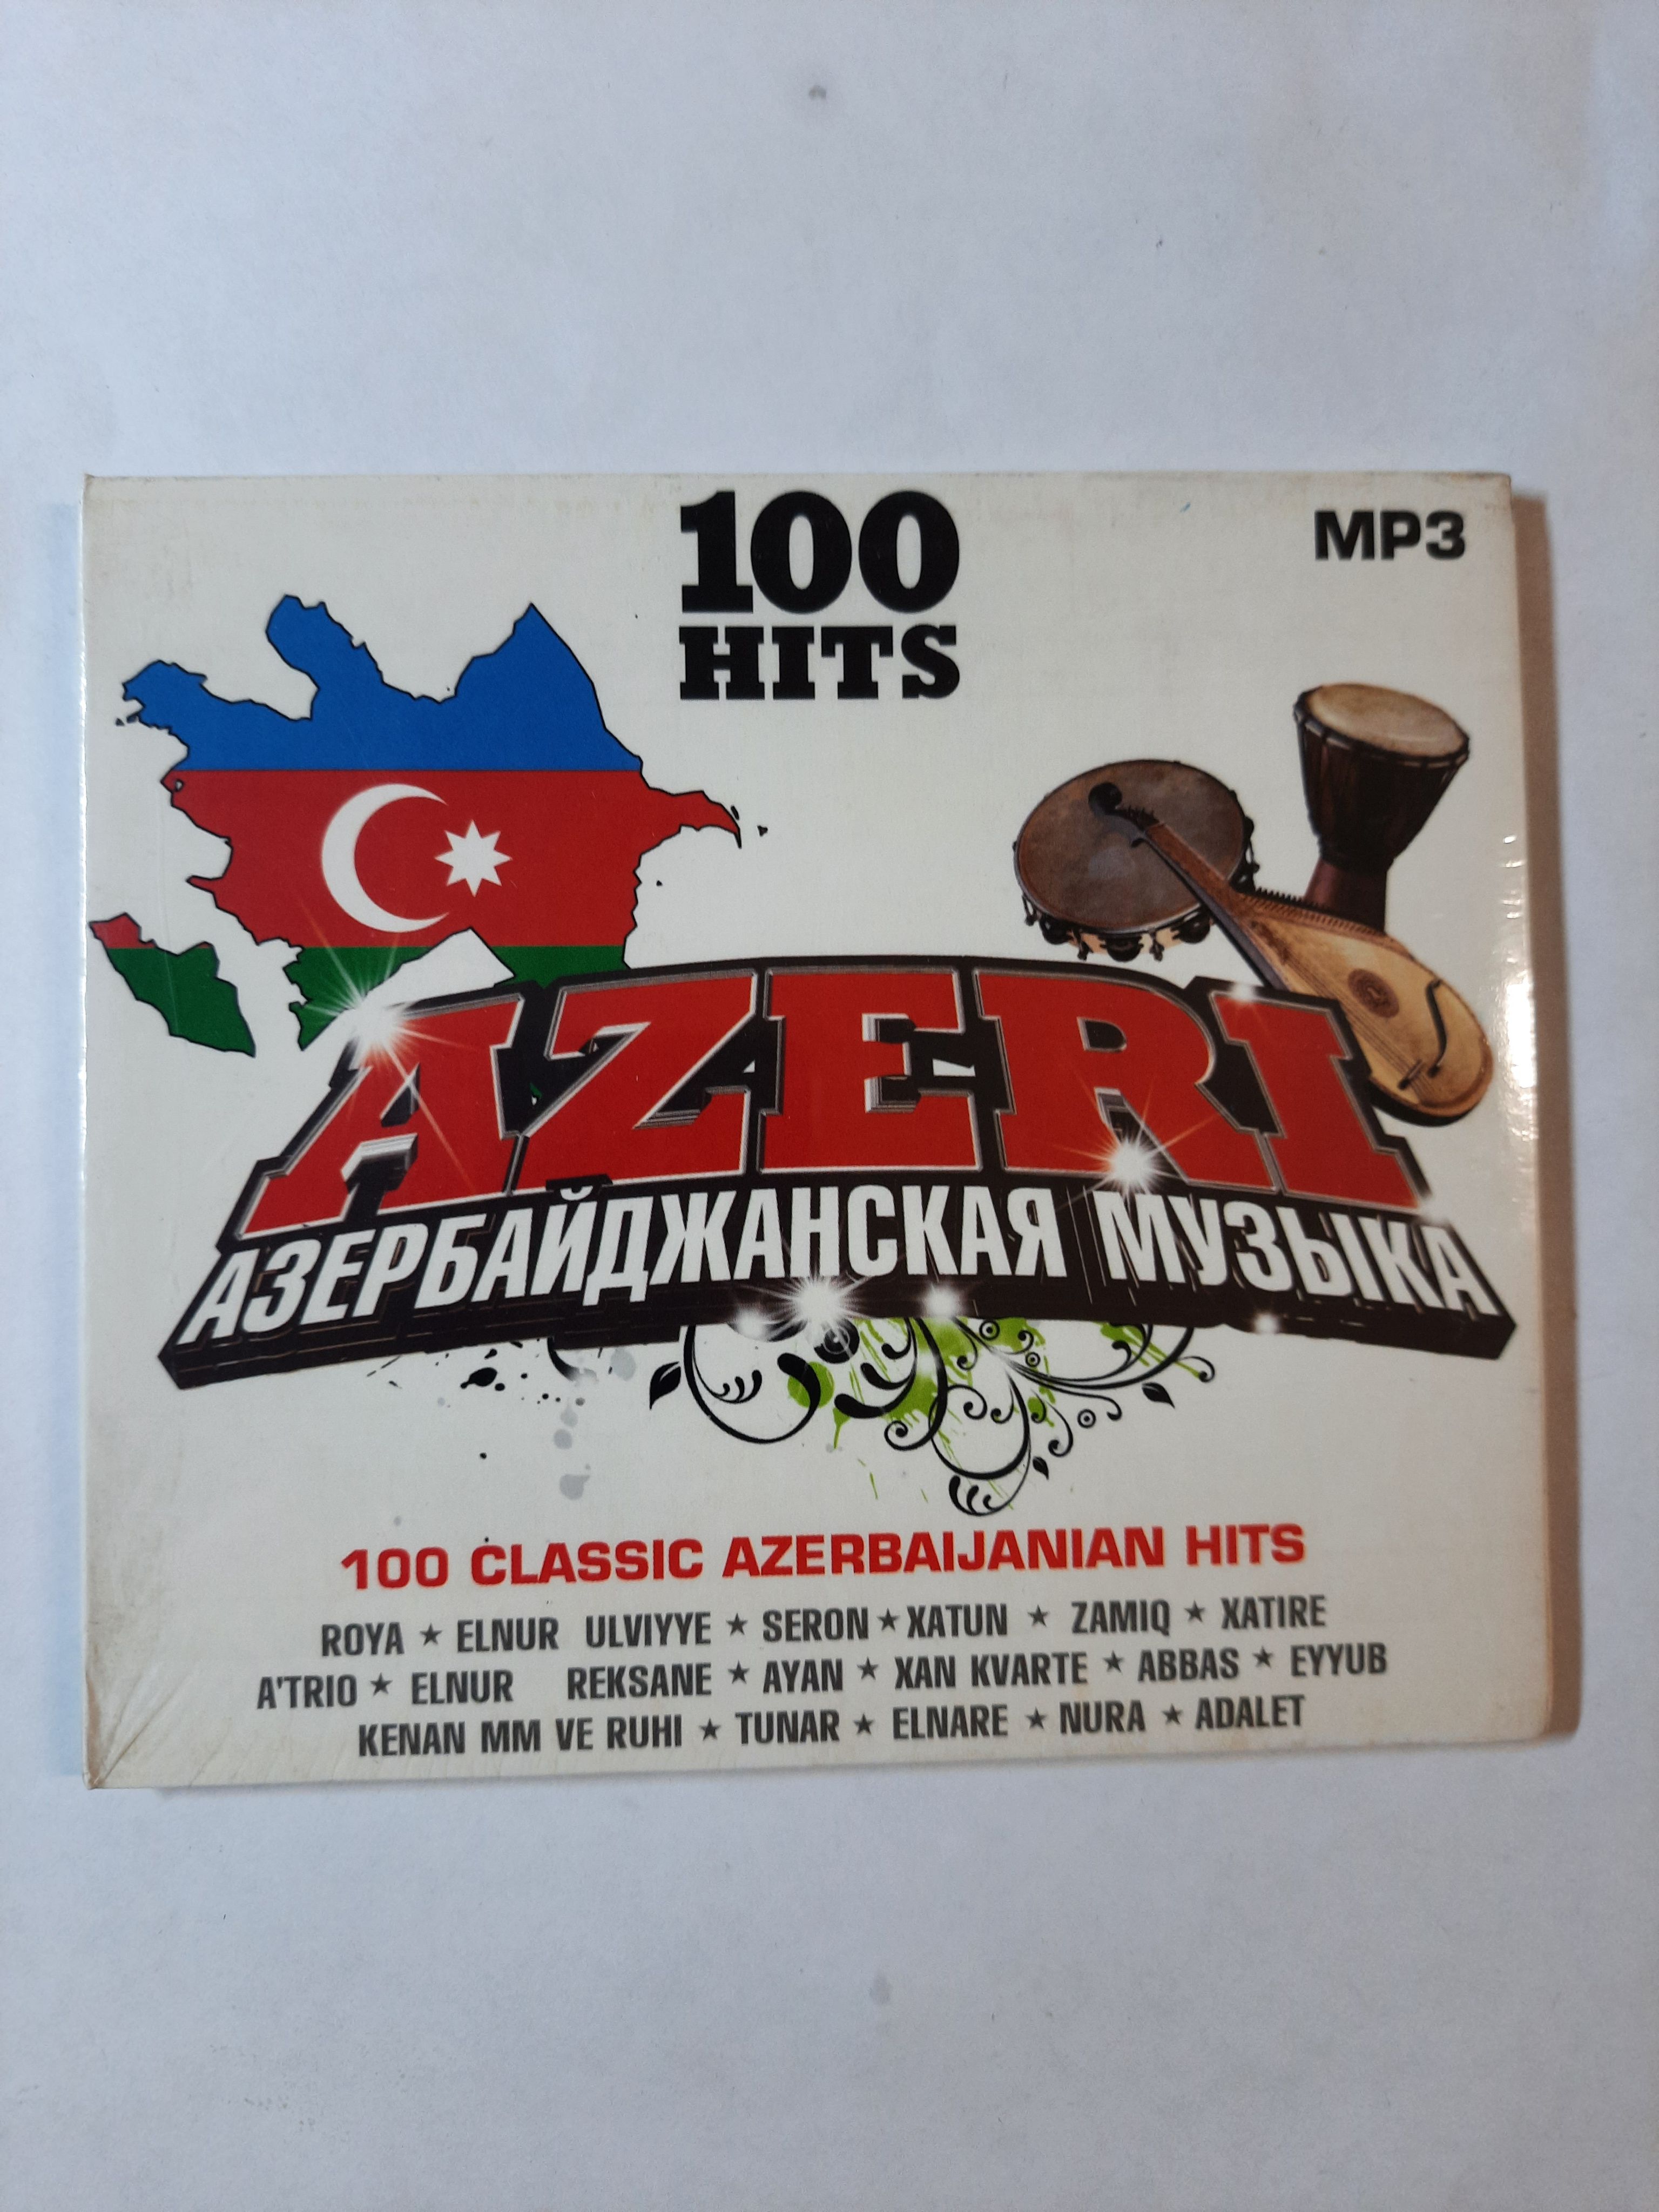 100
HITS
MP3
AZERI
АЗЕРБАЙДЖАНСКАЯ МУЗЫКА
100 CLASSIC AZERBAIJANIAN HITS
ROYA ★ ELNUR ULVIYYE ★ SERON ★ XATUN ★ ZAMIQ ★ XATIRE
A'TRIO ★ ELNUR REKSANE ★ AYAN ★ XAN KVARTE ★ ABBAS ★ EYYUB
KENAN MM VE RUHI ★ TUNAR ★ ELNARE ★ NURA ★ ADALET